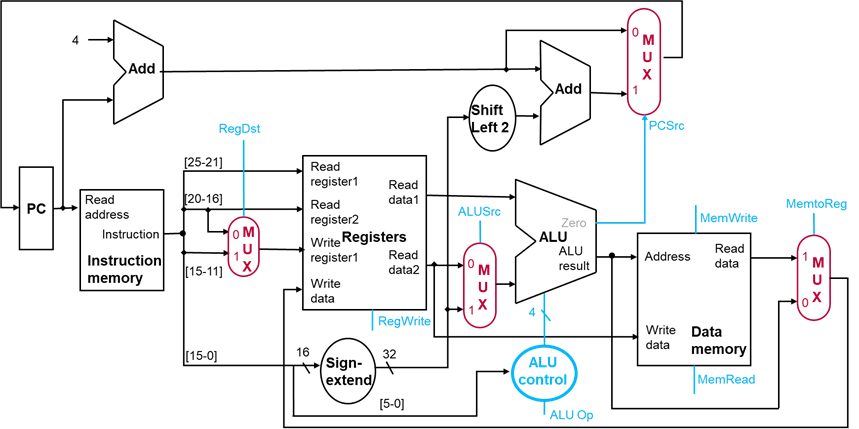 4
Add
0
M
U
X
1
Add
Shift
Left 2
PCSrc
RegDst
[25-21]
[20-16]
[15-11]
PC
Read
address
Instruction
Instruction
memory
0
M
U
X
1
Read
register1
Read
register2
Write
register1
Write
data
Registers
Read
data1
Read
data2
RegWrite
ALUSrc
0
M
U
X
1
Zero
ALU
ALU
result
4
MemWrite
Address
Read
data
Write
data
Data
memory
MemRead
MemtoReg
1
M
U
X
0
[15-0]
16
Sign-
extend
32
[5-0]
ALU
control
ALU Op